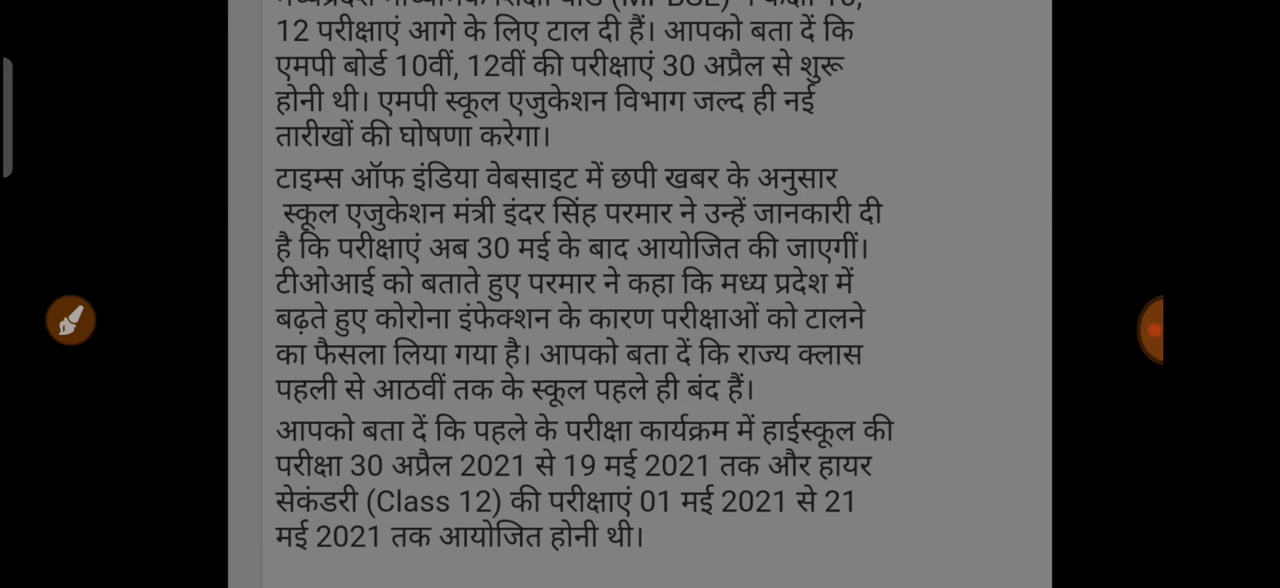 12 परीक्षाएं आगे के लिए टाल दी हैं। आपको बता दें कि
एमपी बोर्ड 10वीं, 12वीं की परीक्षाएं 30 अप्रैल से शुरू
होनी थी। एमपी स्कूल एजुकेशन विभाग जल्द ही नई
तारीखों की घोषणा करेगा।
टाइम्स ऑफ इंडिया वेबसाइट में छपी खबर के अनुसार
स्कूल एजुकेशन मंत्री इंदर सिंह परमार ने उन्हें जानकारी दी
है कि परीक्षाएं अब 30 मई के बाद आयोजित की जाएगीं।
टीओआई को बताते हुए परमार ने कहा कि मध्य प्रदेश में
बढ़ते हुए कोरोना इंफेक्शन के कारण परीक्षाओं को टालने
का फैसला लिया गया है। आपको बता दें कि राज्य क्लास
पहली से आठवीं तक के स्कूल पहले ही बंद हैं।
आपको बता दें कि पहले के परीक्षा कार्यक्रम में हाईस्कूल की
परीक्षा 30 अप्रैल 2021 से 19 मई 2021 तक और हायर
सेकंडरी (Class 12) की परीक्षाएं 01 मई 2021 से 21
मई 2021 तक आयोजित होनी थी।